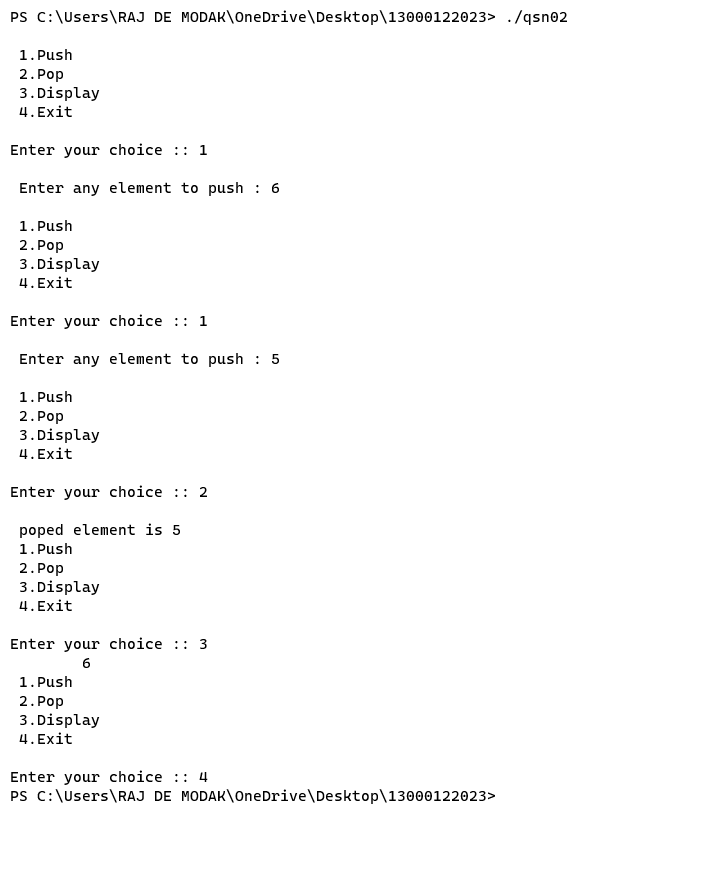 PS C:\Users\RAJ DE MODAK\OneDrive\Desktop\13000122023> ./qsn02
1.Push
2.Pop
3.Display
4.Exit
Enter your choice :: 1
Enter any element to push : 6
1.Push
2.Pop
3.Display
4.Exit
Enter your choice :: 1
Enter any element to push : 5
1.Push
2.Pop
3.Display
4.Exit
Enter your choice :: 2
poped element is 5
1.Push
2.Pop
3.Display
4.Exit
Enter your choice :: 3
6
1.Push
2.Pop
3.Display
4.Exit
Enter your choice :: 4
PS C:\Users\RAJ DE MODAK\OneDrive\Desktop\13000122023>